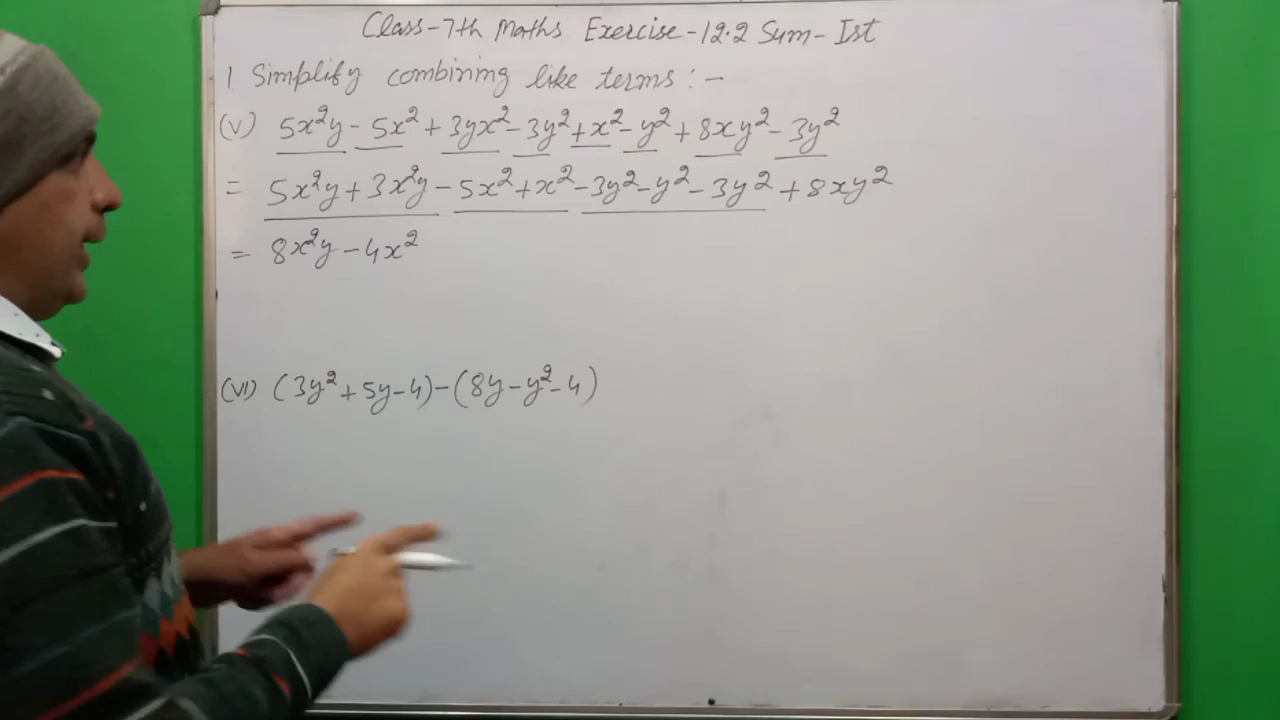 Class-7th Maths Exercise-12.2 Sum-Ist
1 Simplify combining like terms:-
(V) 5x²y - 5x² + 3yx² - 3y² + x² - y² + 8xy² - 3y²
= 5x²y + 3x²y - 5x² + x² - 3y² - y² - 3y² + 8xy²
= 8x²y - 4x²
(VI) (3y² + 5y - 4) - (8y - y² - 4)